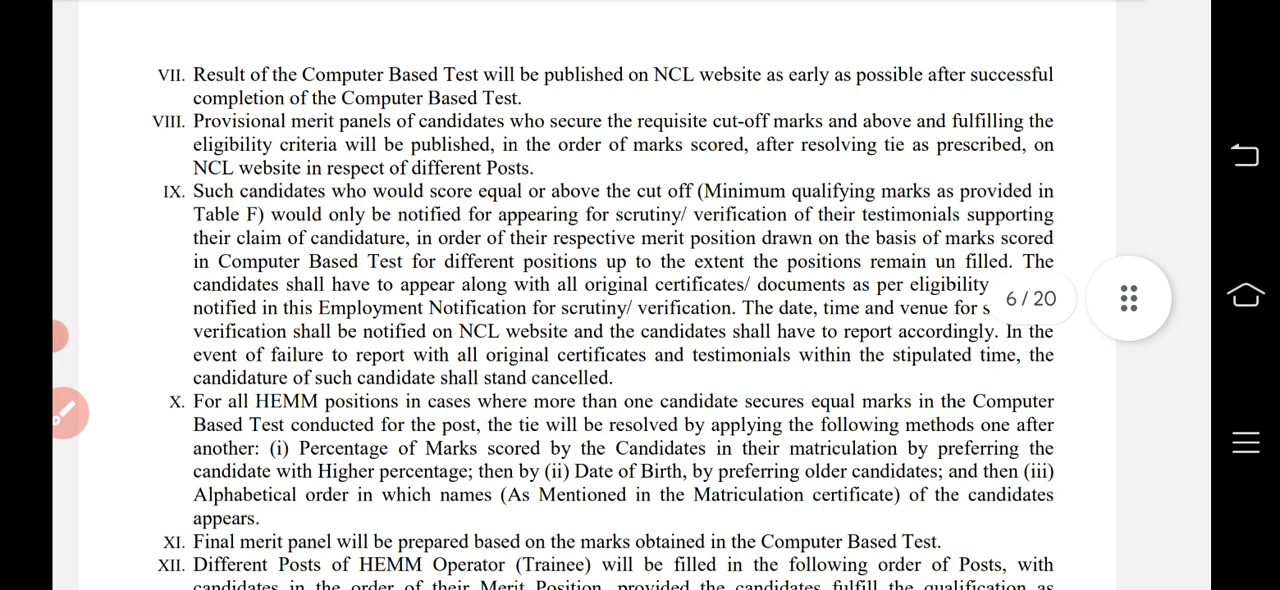 VII. Result of the Computer Based Test will be published on NCL website as early as possible after successful
completion of the Computer Based Test.
VIII. Provisional merit panels of candidates who secure the requisite cut-off marks and above and fulfilling the
eligibility criteria will be published, in the order of marks scored, after resolving tie as prescribed, on
NCL website in respect of different Posts.
IX. Such candidates who would score equal or above the cut off (Minimum qualifying marks as provided in
Table F) would only be notified for appearing for scrutiny/ verification of their testimonials supporting
their claim of candidature, in order of their respective merit position drawn on the basis of marks scored
in Computer Based Test for different positions up to the extent the positions remain un filled. The
candidates shall have to appear along with all original certificates/ documents as per eligibility
notified in this Employment Notification for scrutiny/ verification. The date, time and venue for s
6 / 20
verification shall be notified on NCL website and the candidates shall have to report accordingly. In the
event of failure to report with all original certificates and testimonials within the stipulated time, the
candidature of such candidate shall stand cancelled.
X. For all HEMM positions in cases where more than one candidate secures equal marks in the Computer
Based Test conducted for the post, the tie will be resolved by applying the following methods one after
another: (i) Percentage of Marks scored by the Candidates in their matriculation by preferring the
candidate with Higher percentage; then by (ii) Date of Birth, by preferring older candidates; and then (iii)
Alphabetical order in which names (As Mentioned in the Matriculation certificate) of the candidates
appears.
XI. Final merit panel will be prepared based on the marks obtained in the Computer Based Test.
XII. Different Posts of HEMM Operator (Trainee) will be filled in the following order of Posts, with
candidates in the order of their Merit Position, provided the candidates fulfill the qualification as